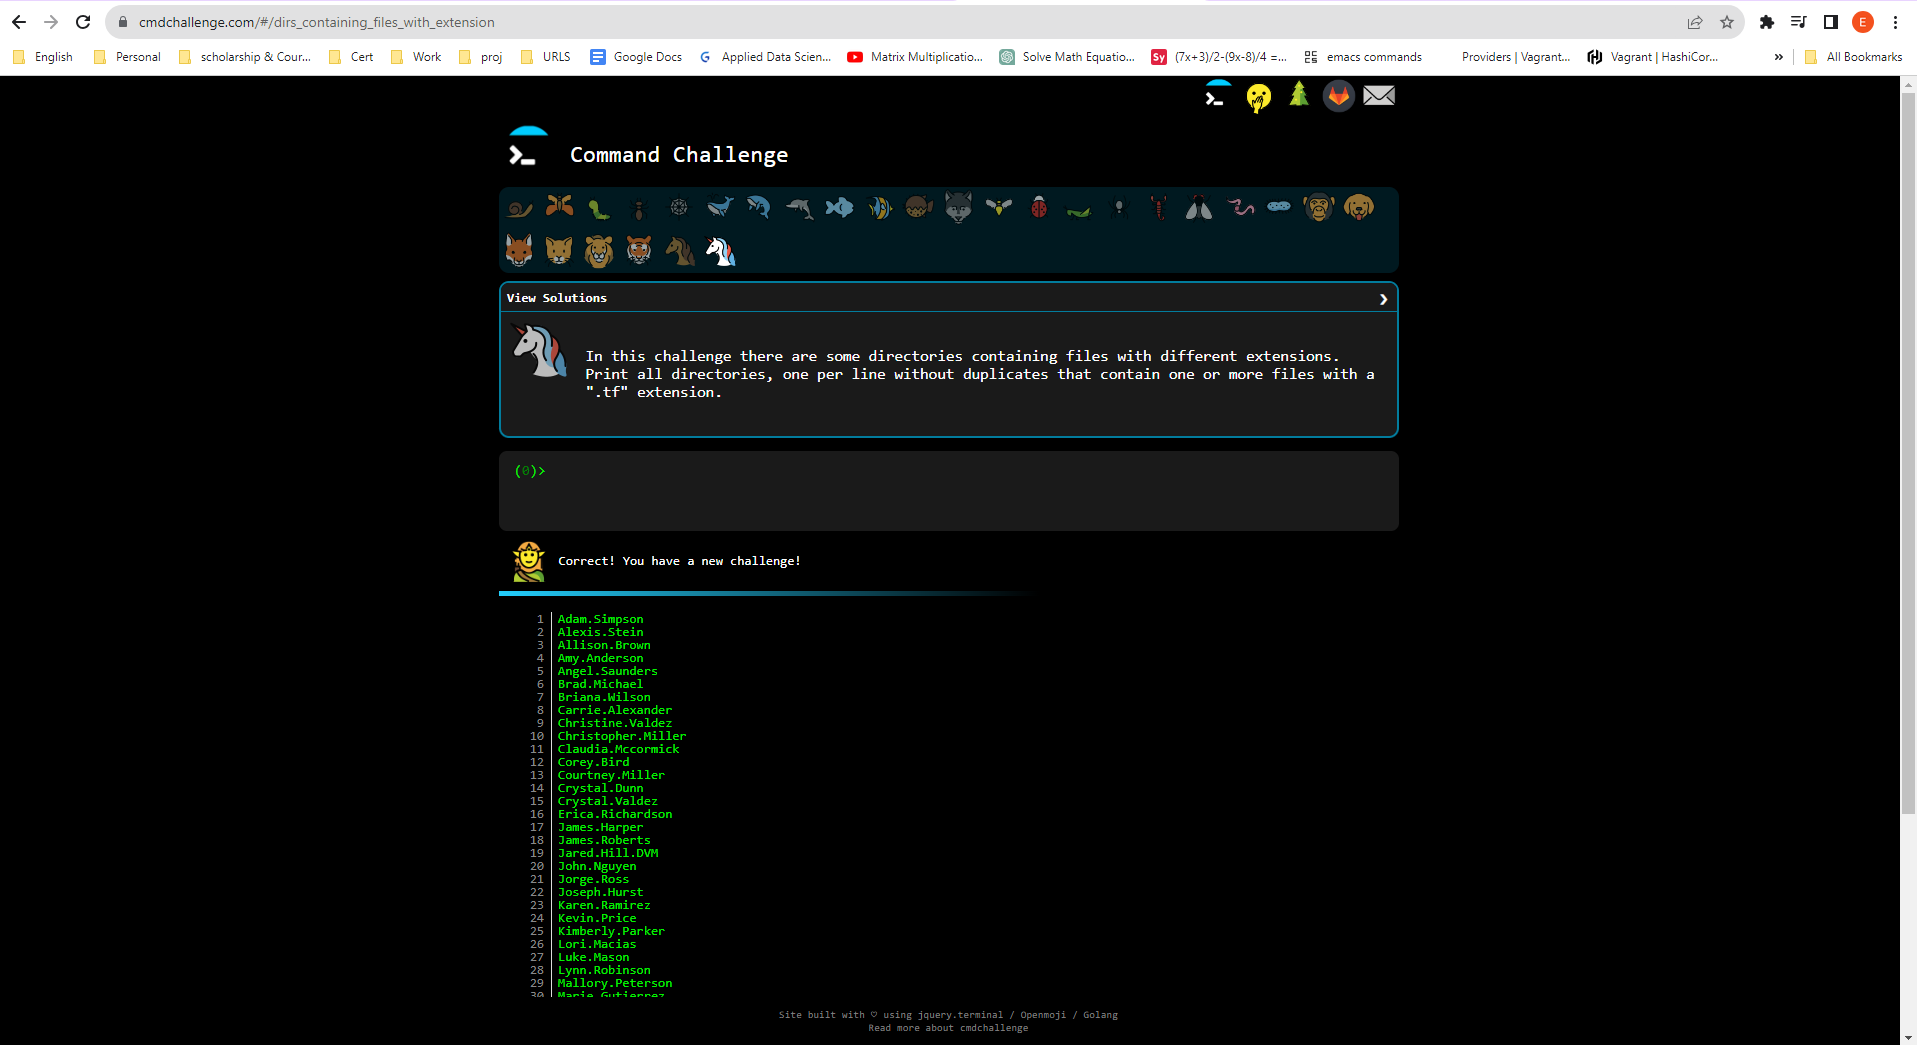 cmdchallenge.com/#/dirs_containing_files_with_extension
E
English Personal scholarship & Cour... Cert Work proj URLS Google Docs Applied Data Scien... Matrix Multiplicatio... Solve Math Equatio... Sy (7x+3)/2-(9x-8)/4 =... emacs commands Providers | Vagrant... Vagrant | HashiCor... » All Bookmarks
Command Challenge
View Solutions
In this challenge there are some directories containing files with different extensions.
Print all directories, one per line without duplicates that contain one or more files with a
".tf" extension.
(0)>
Correct! You have a new challenge!
1 Adam.Simpson
2 Alexis.Stein
3 Allison.Brown
4 Amy.Anderson
5 Angel.Saunders
6 Brad.Michael
7 Briana.Wilson
8 Carrie.Alexander
9 Christine.Valdez
10 Christopher.Miller
11 Claudia.Mccormick
12 Corey.Bird
13 Courtney.Miller
14 Crystal.Dunn
15 Crystal.Valdez
16 Erica.Richardson
17 James.Harper
18 James.Roberts
19 Jared.Hill.DVM
20 John.Nguyen
21 Jorge.Ross
22 Joseph.Hurst
23 Karen.Ramirez
24 Kevin.Price
25 Kimberly.Parker
26 Lori.Macias
27 Luke.Mason
28 Lynn.Robinson
29 Mallory.Peterson
30 Marie.Gutierrez
Site built with ♡ using jquery.terminal / Openmoji / Golang
Read more about cmdchallenge